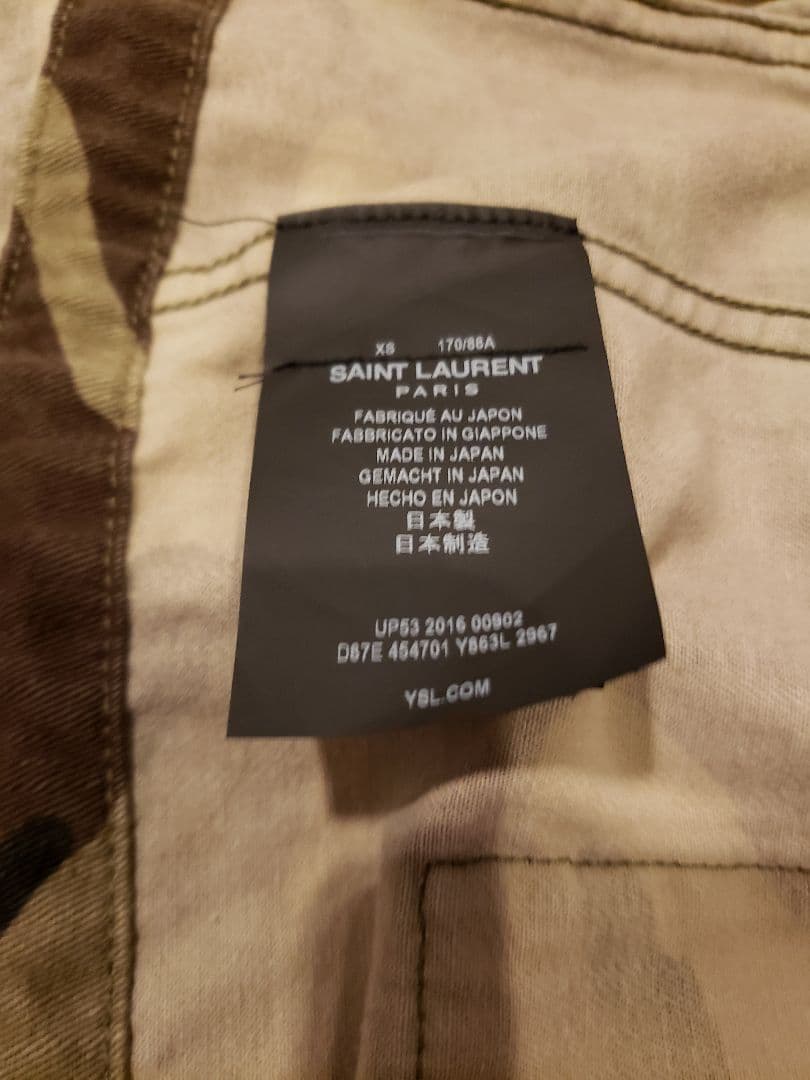 XS 170/88A
SAINT LAURENT
PARIS
FABRIQUÉ AU JAPON
FABBRICATO IN GIAPPONE
MADE IN JAPAN
GEMACHT IN JAPAN
HECHO EN JAPON
日本製
日本制造
UP53 2016 00902
D87E 454701 Y863L 2967
YSL.COM